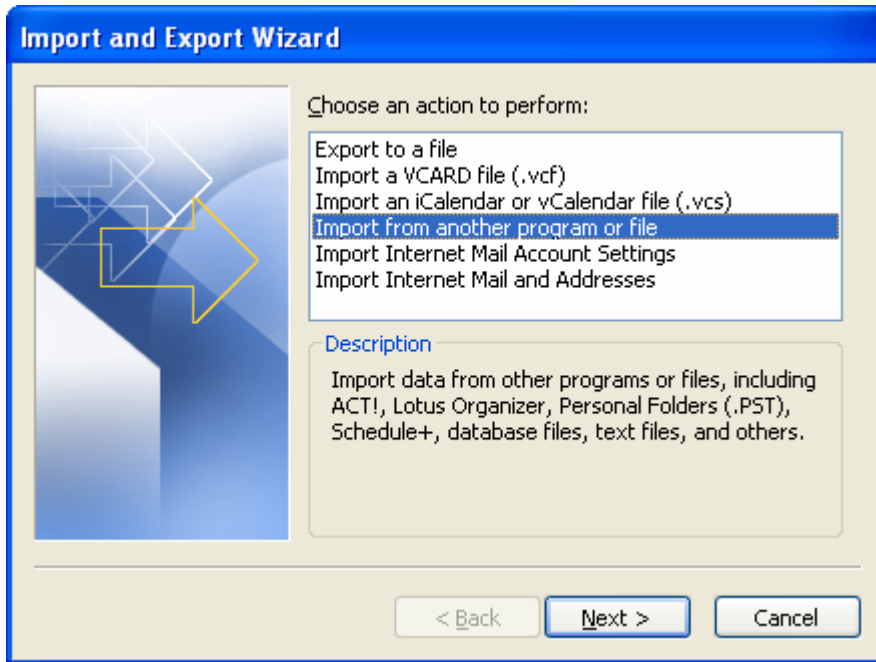 Import and Export Wizard
Choose an action to perform:
Export to a file
Import a VCARD file (.vcf)
Import an iCalendar or vCalendar file (.vcs)
Import from another program or file
Import Internet Mail Account Settings
Import Internet Mail and Addresses
Description
Import data from other programs or files, including
ACT!, Lotus Organizer, Personal Folders (.PST),
Schedule+, database files, text files, and others.
< Back Next > Cancel